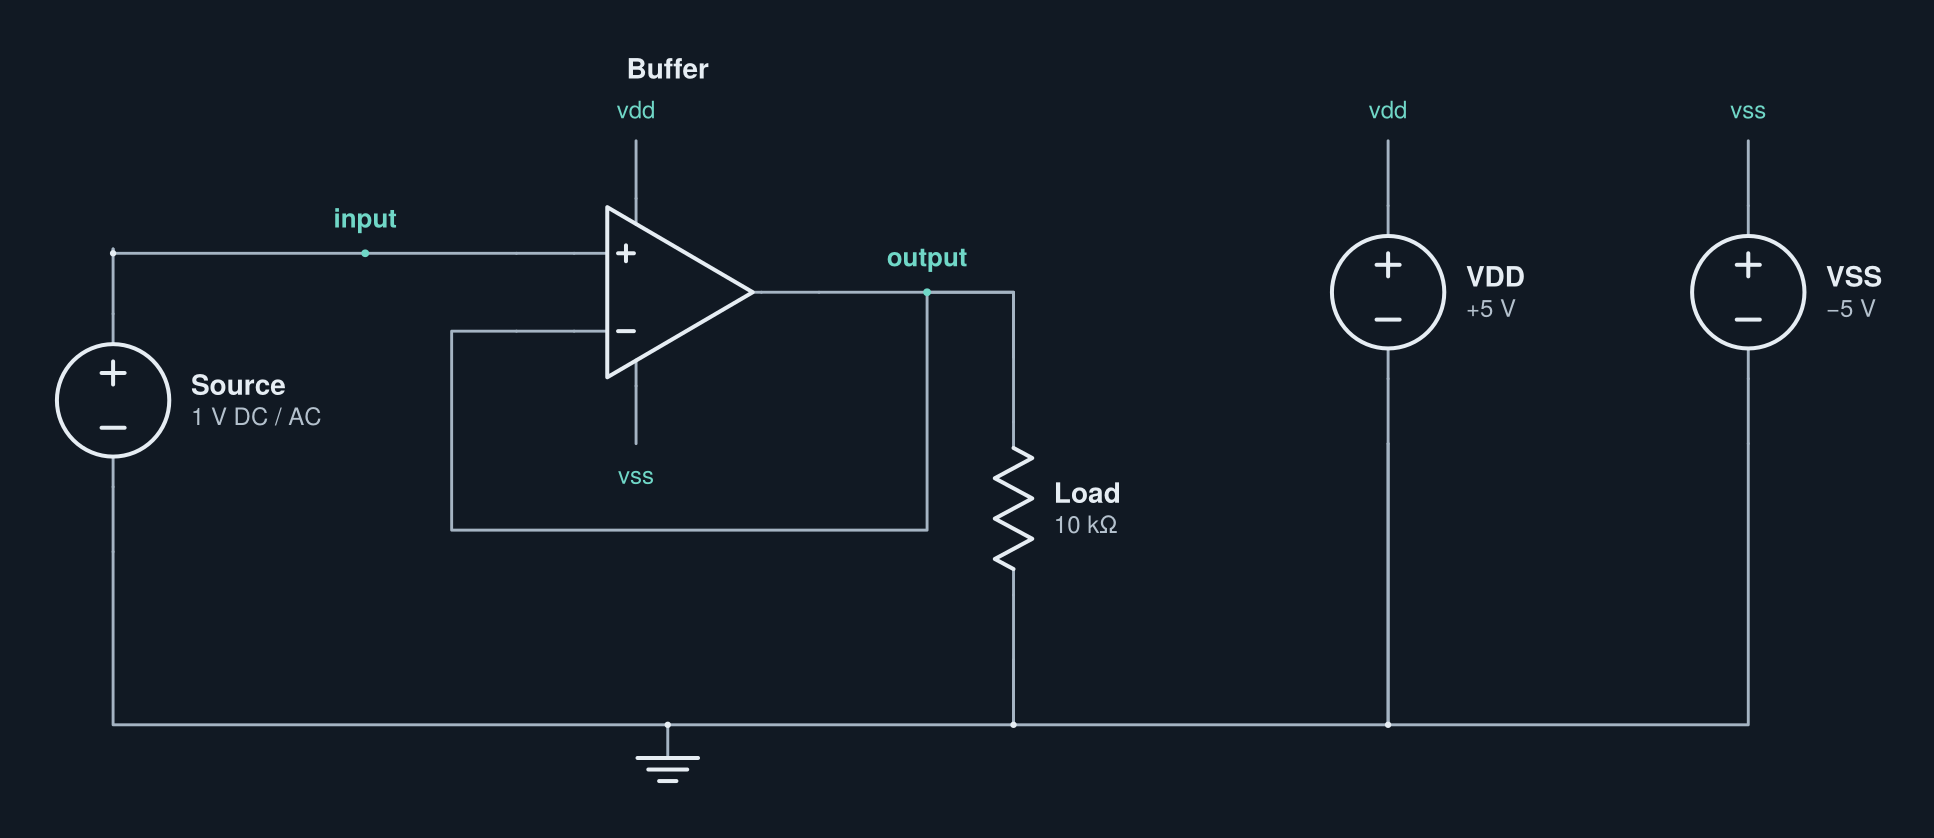 Buffer
vdd
vdd
vss
input
output
+
−
+
−
VDD
+5 V
+
−
VSS
−5 V
+
−
Source
1 V DC / AC
vss
Load
10 kΩ